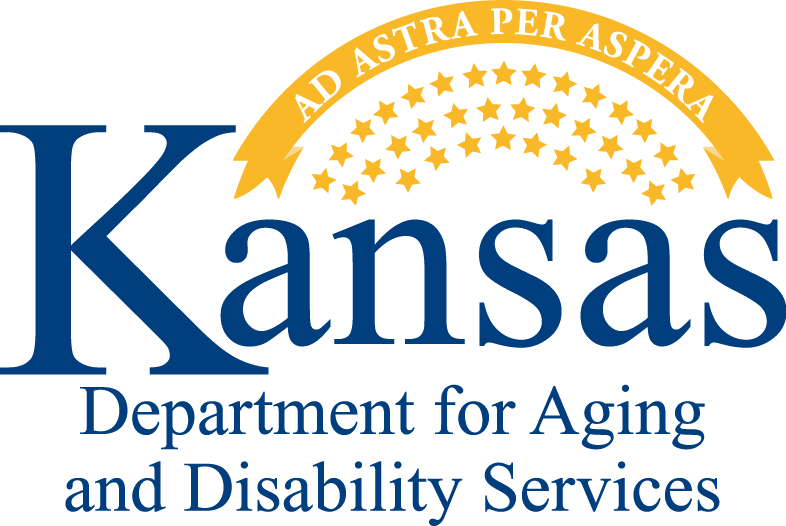 AD ASTRA PER ASPERA
Kansas
Department for Aging
and Disability Services